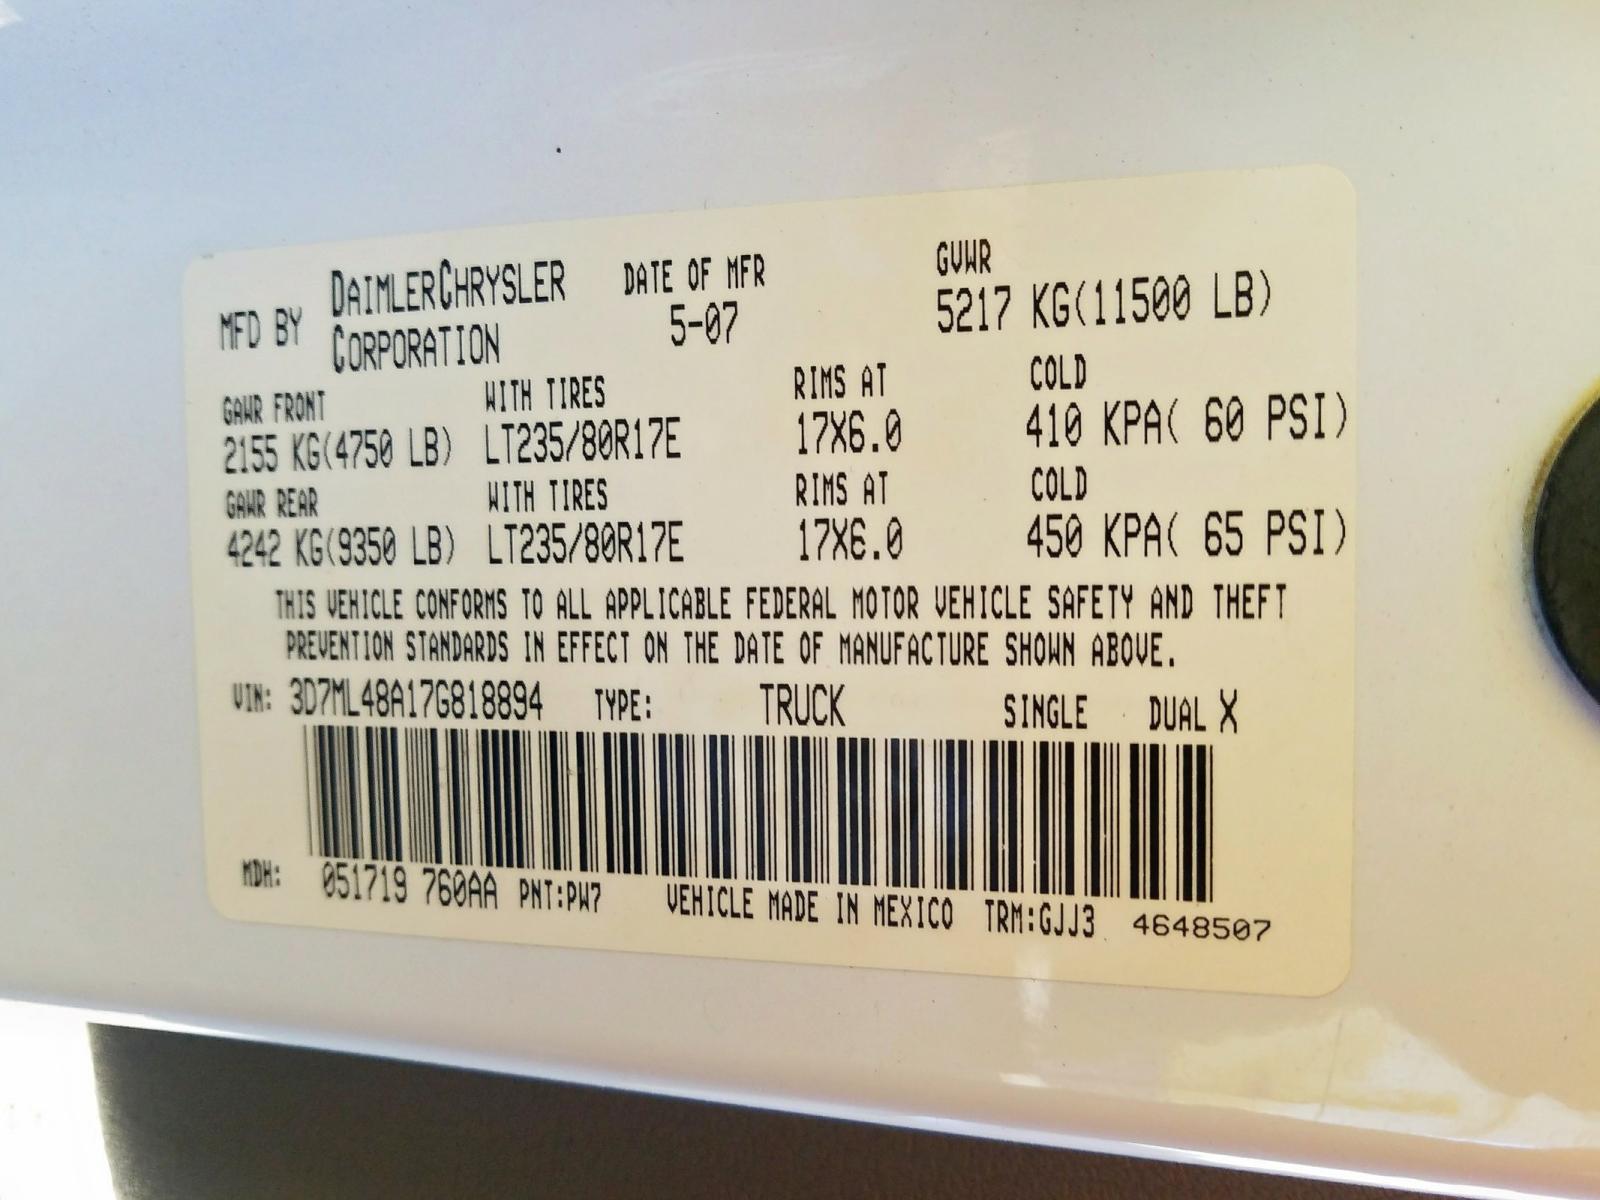 MFD BY DAIMLERCHRYSLER CORPORATION DATE OF MFR 5-07 GVWR 5217 KG(11500 LB)
GAWR FRONT WITH TIRES RIMS AT COLD
2155 KG(4750 LB) LT235/80R17E 17X6.0 410 KPA( 60 PSI)
GAWR REAR WITH TIRES RIMS AT COLD
4242 KG(9350 LB) LT235/80R17E 17X6.0 450 KPA( 65 PSI)
THIS VEHICLE CONFORMS TO ALL APPLICABLE FEDERAL MOTOR VEHICLE SAFETY AND THEFT
PREVENTION STANDARDS IN EFFECT ON THE DATE OF MANUFACTURE SHOWN ABOVE.
VIN: 3D7ML48A17G818894 TYPE: TRUCK SINGLE DUAL X
MDH: 051719 760AA PNT:PW7 VEHICLE MADE IN MEXICO TRM:GJJ3 4648507